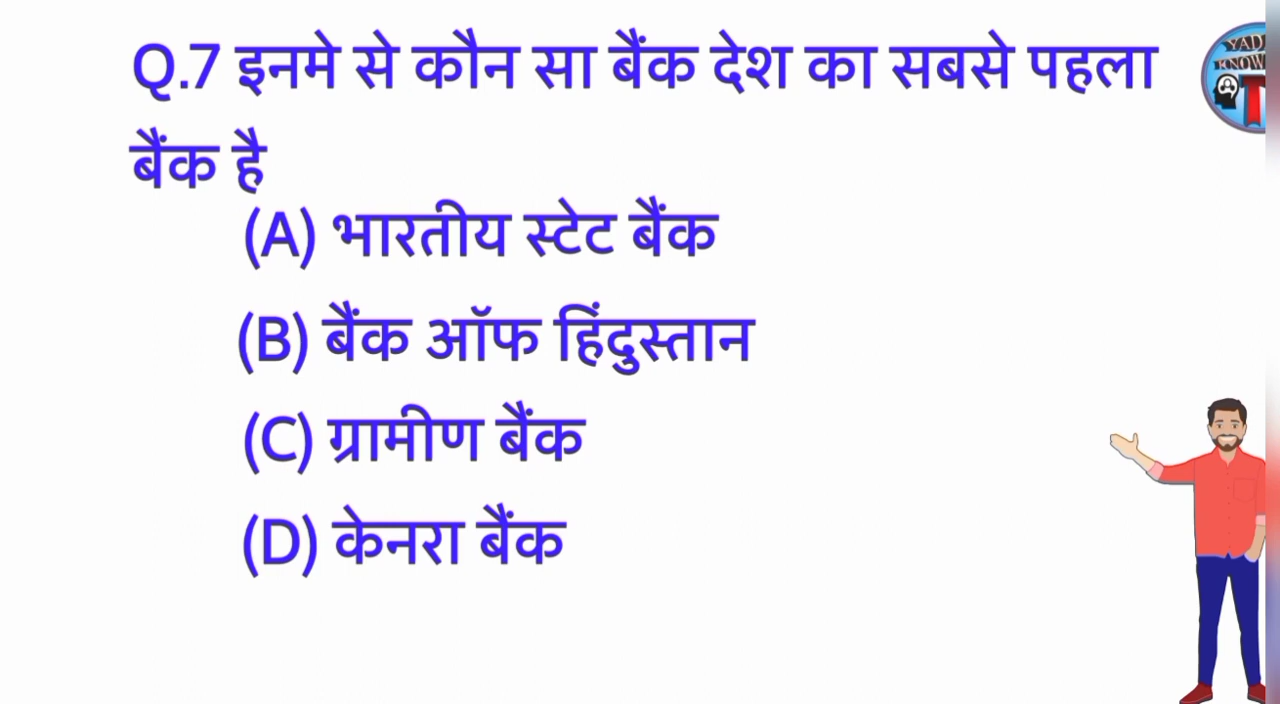 Q.7 इनमे से कौन सा बैंक देश का सबसे पहला
बैंक है
(A) भारतीय स्टेट बैंक
(B) बैंक ऑफ हिंदुस्तान
(C) ग्रामीण बैंक
(D) केनरा बैंक